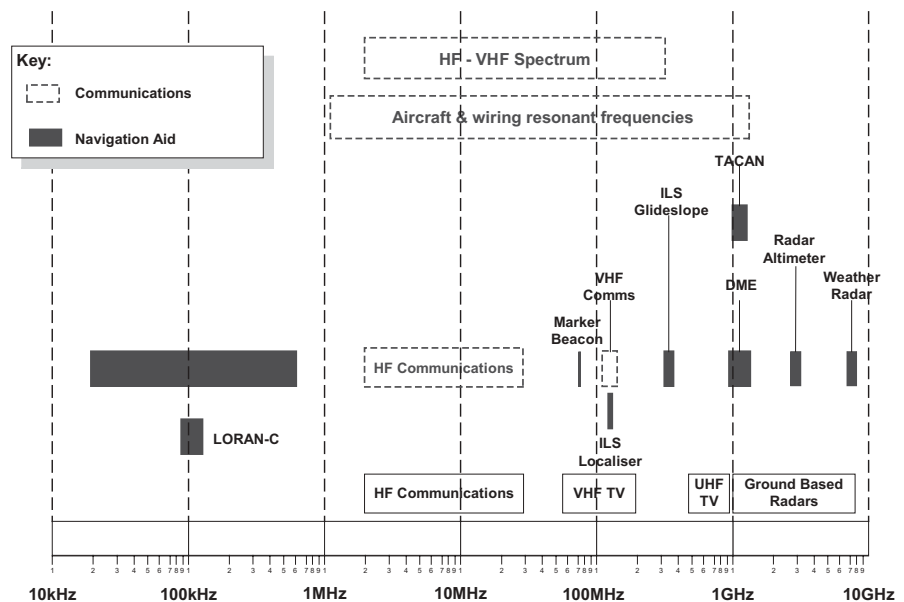 HF - VHF Spectrum
Key:
Communications
Navigation Aid
Aircraft & wiring resonant frequencies
TACAN
ILS
Glideslope
Radar
Altimeter
VHF
Comms
DME
Weather
Radar
Marker
Beacon
HF Communications
LORAN-C
ILS
Localiser
HF Communications
VHF TV
UHF
TV
Ground Based
Radars
1 2 3 4 5 6 7 8 9 1 2 3 4 5 6 7 8 9 1 2 3 4 5 6 7 8 9 1 2 3 4 5 6 7 8 9 1 2 3 4 5 6 7 8 9 1 2 3 4 5 6 7 8 9 1
10kHz 100kHz 1MHz 10MHz 100MHz 1GHz 10GHz